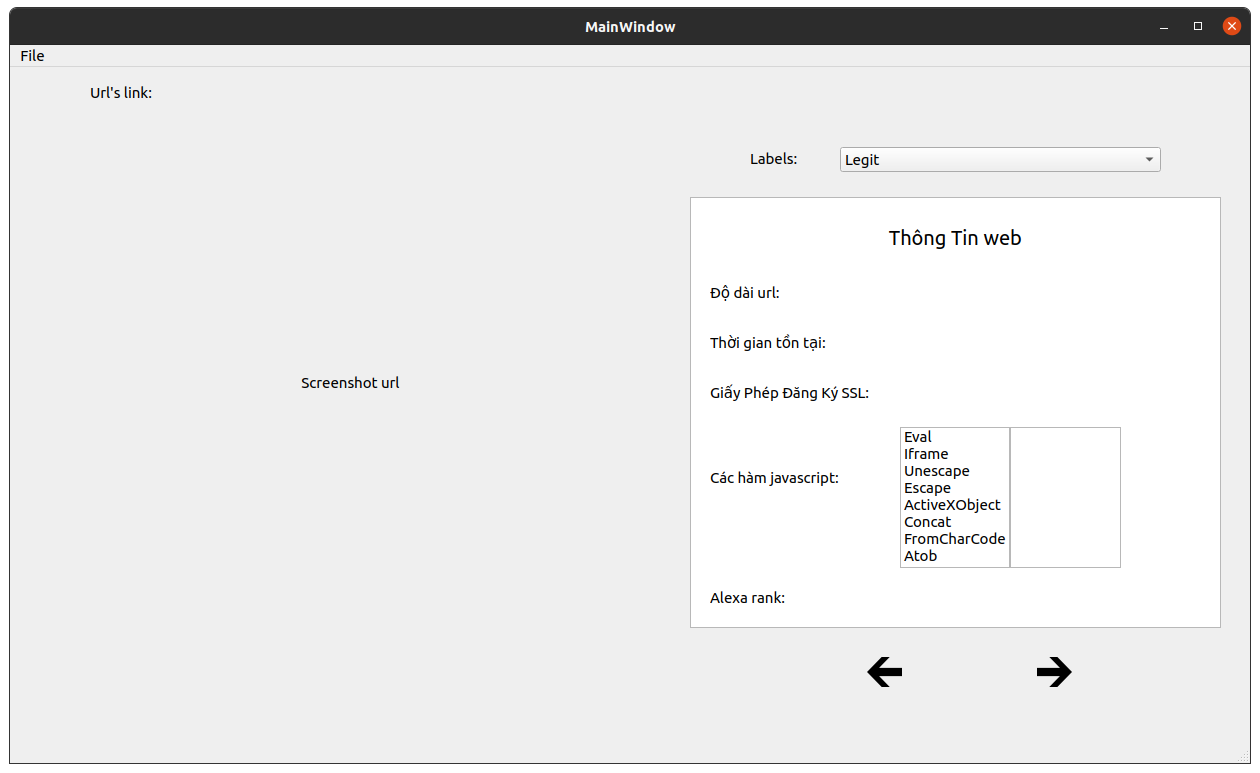 MainWindow
File
Url's link:
Labels:
Legit
Thông Tin web
Độ dài url:
Thời gian tồn tại:
Screenshot url
Giấy Phép Đăng Ký SSL:
Các hàm javascript:
Eval
Iframe
Unescape
Escape
ActiveXObject
Concat
FromCharCode
Atob
Alexa rank: